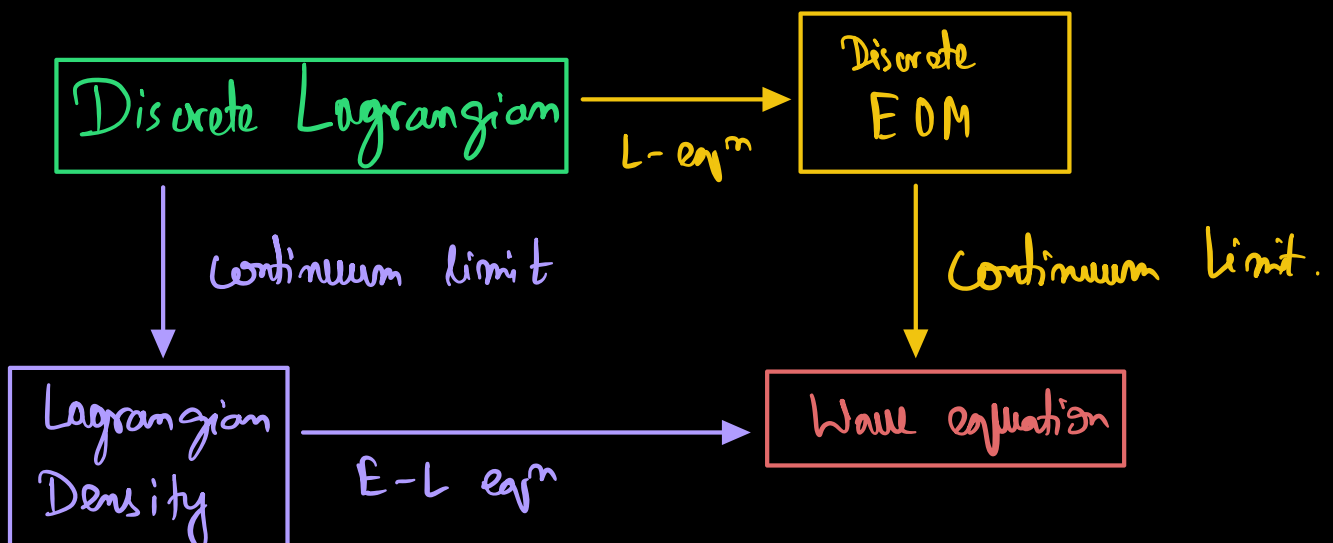 Discrete Lagrangian
L-eqⁿ
Discrete
EOM
continuum limit
Continuum Limit.
Lagrangian
Density
E-L eqⁿ
Wave equation